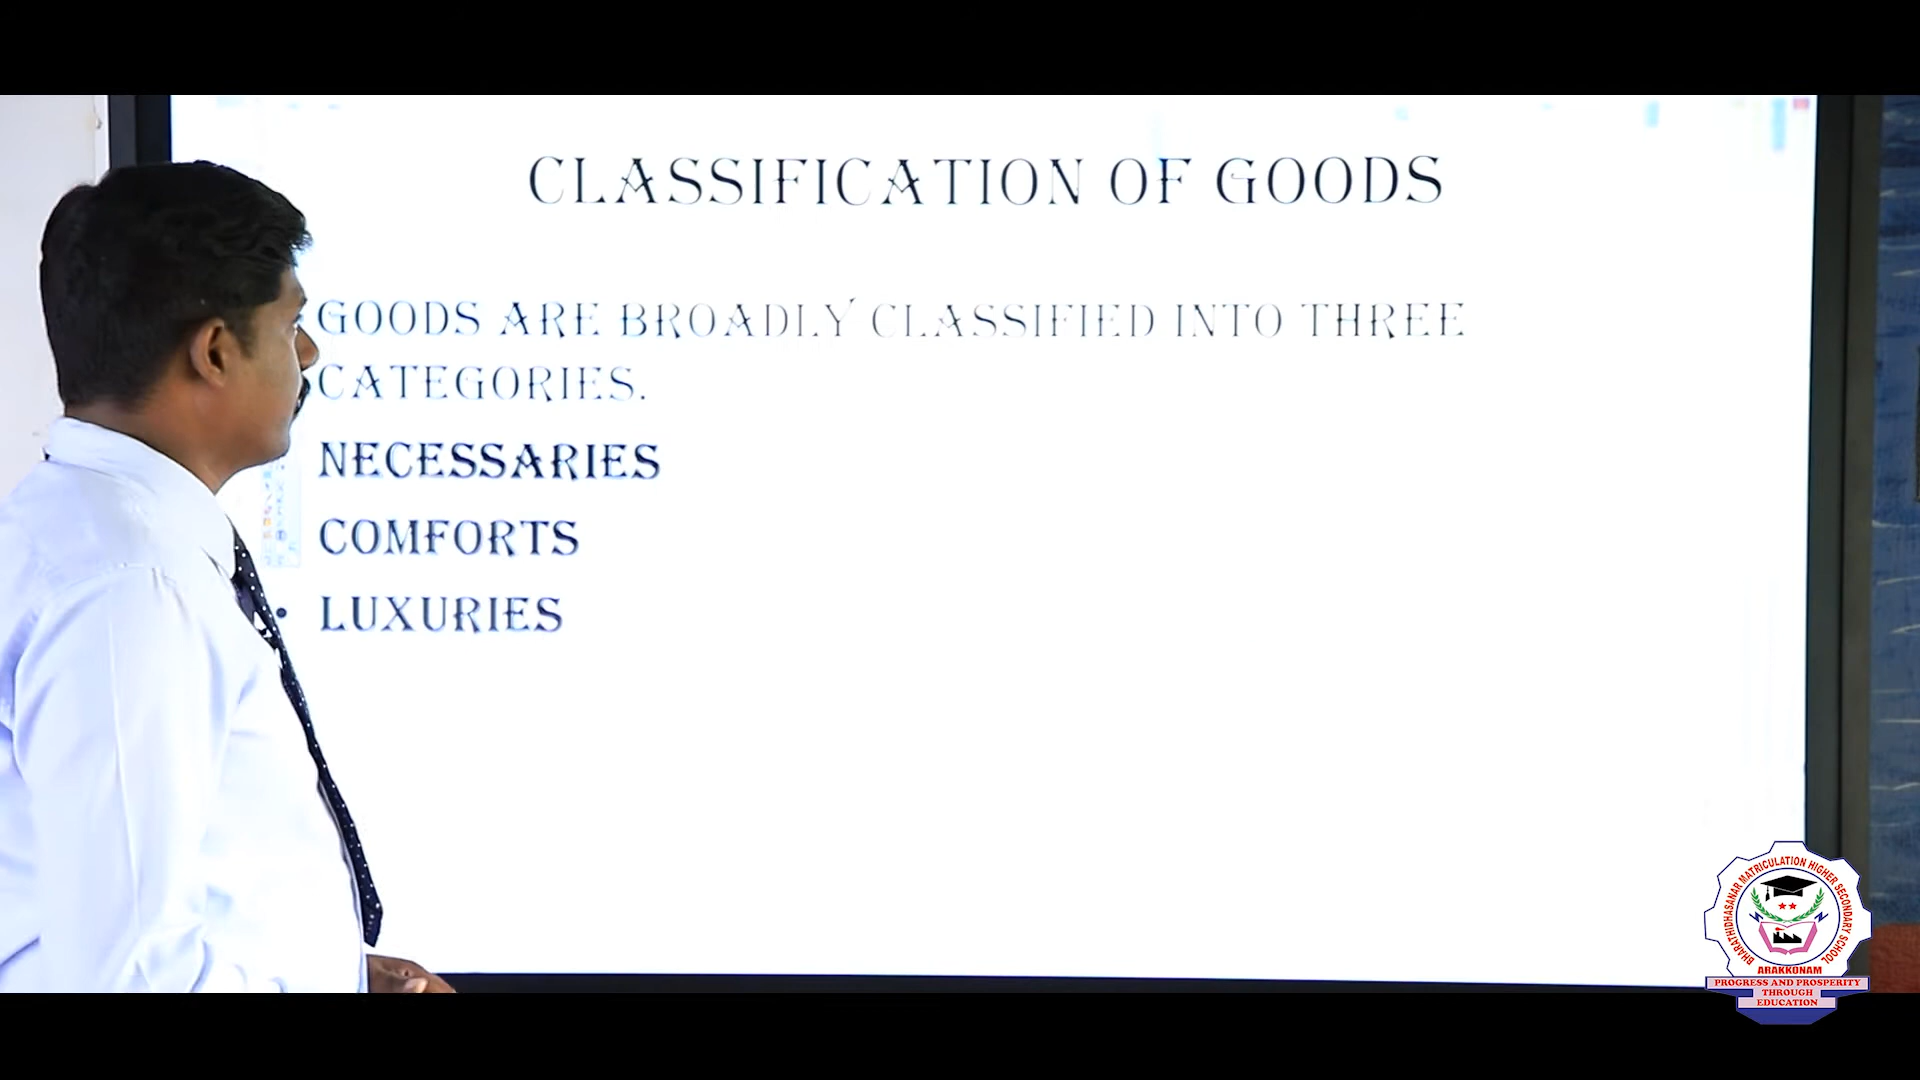 CLASSIFICATION OF GOODS
GOODS ARE BROADLY CLASSIFIED INTO THREE
CATEGORIES.
NECESSARIES
COMFORTS
• LUXURIES
BHARATHIDHASANAR MATRICULATION HIGHER SECONDARY SCHOOL
ARAKKONAM
PROGRESS AND PROSPERITY
THROUGH
EDUCATION